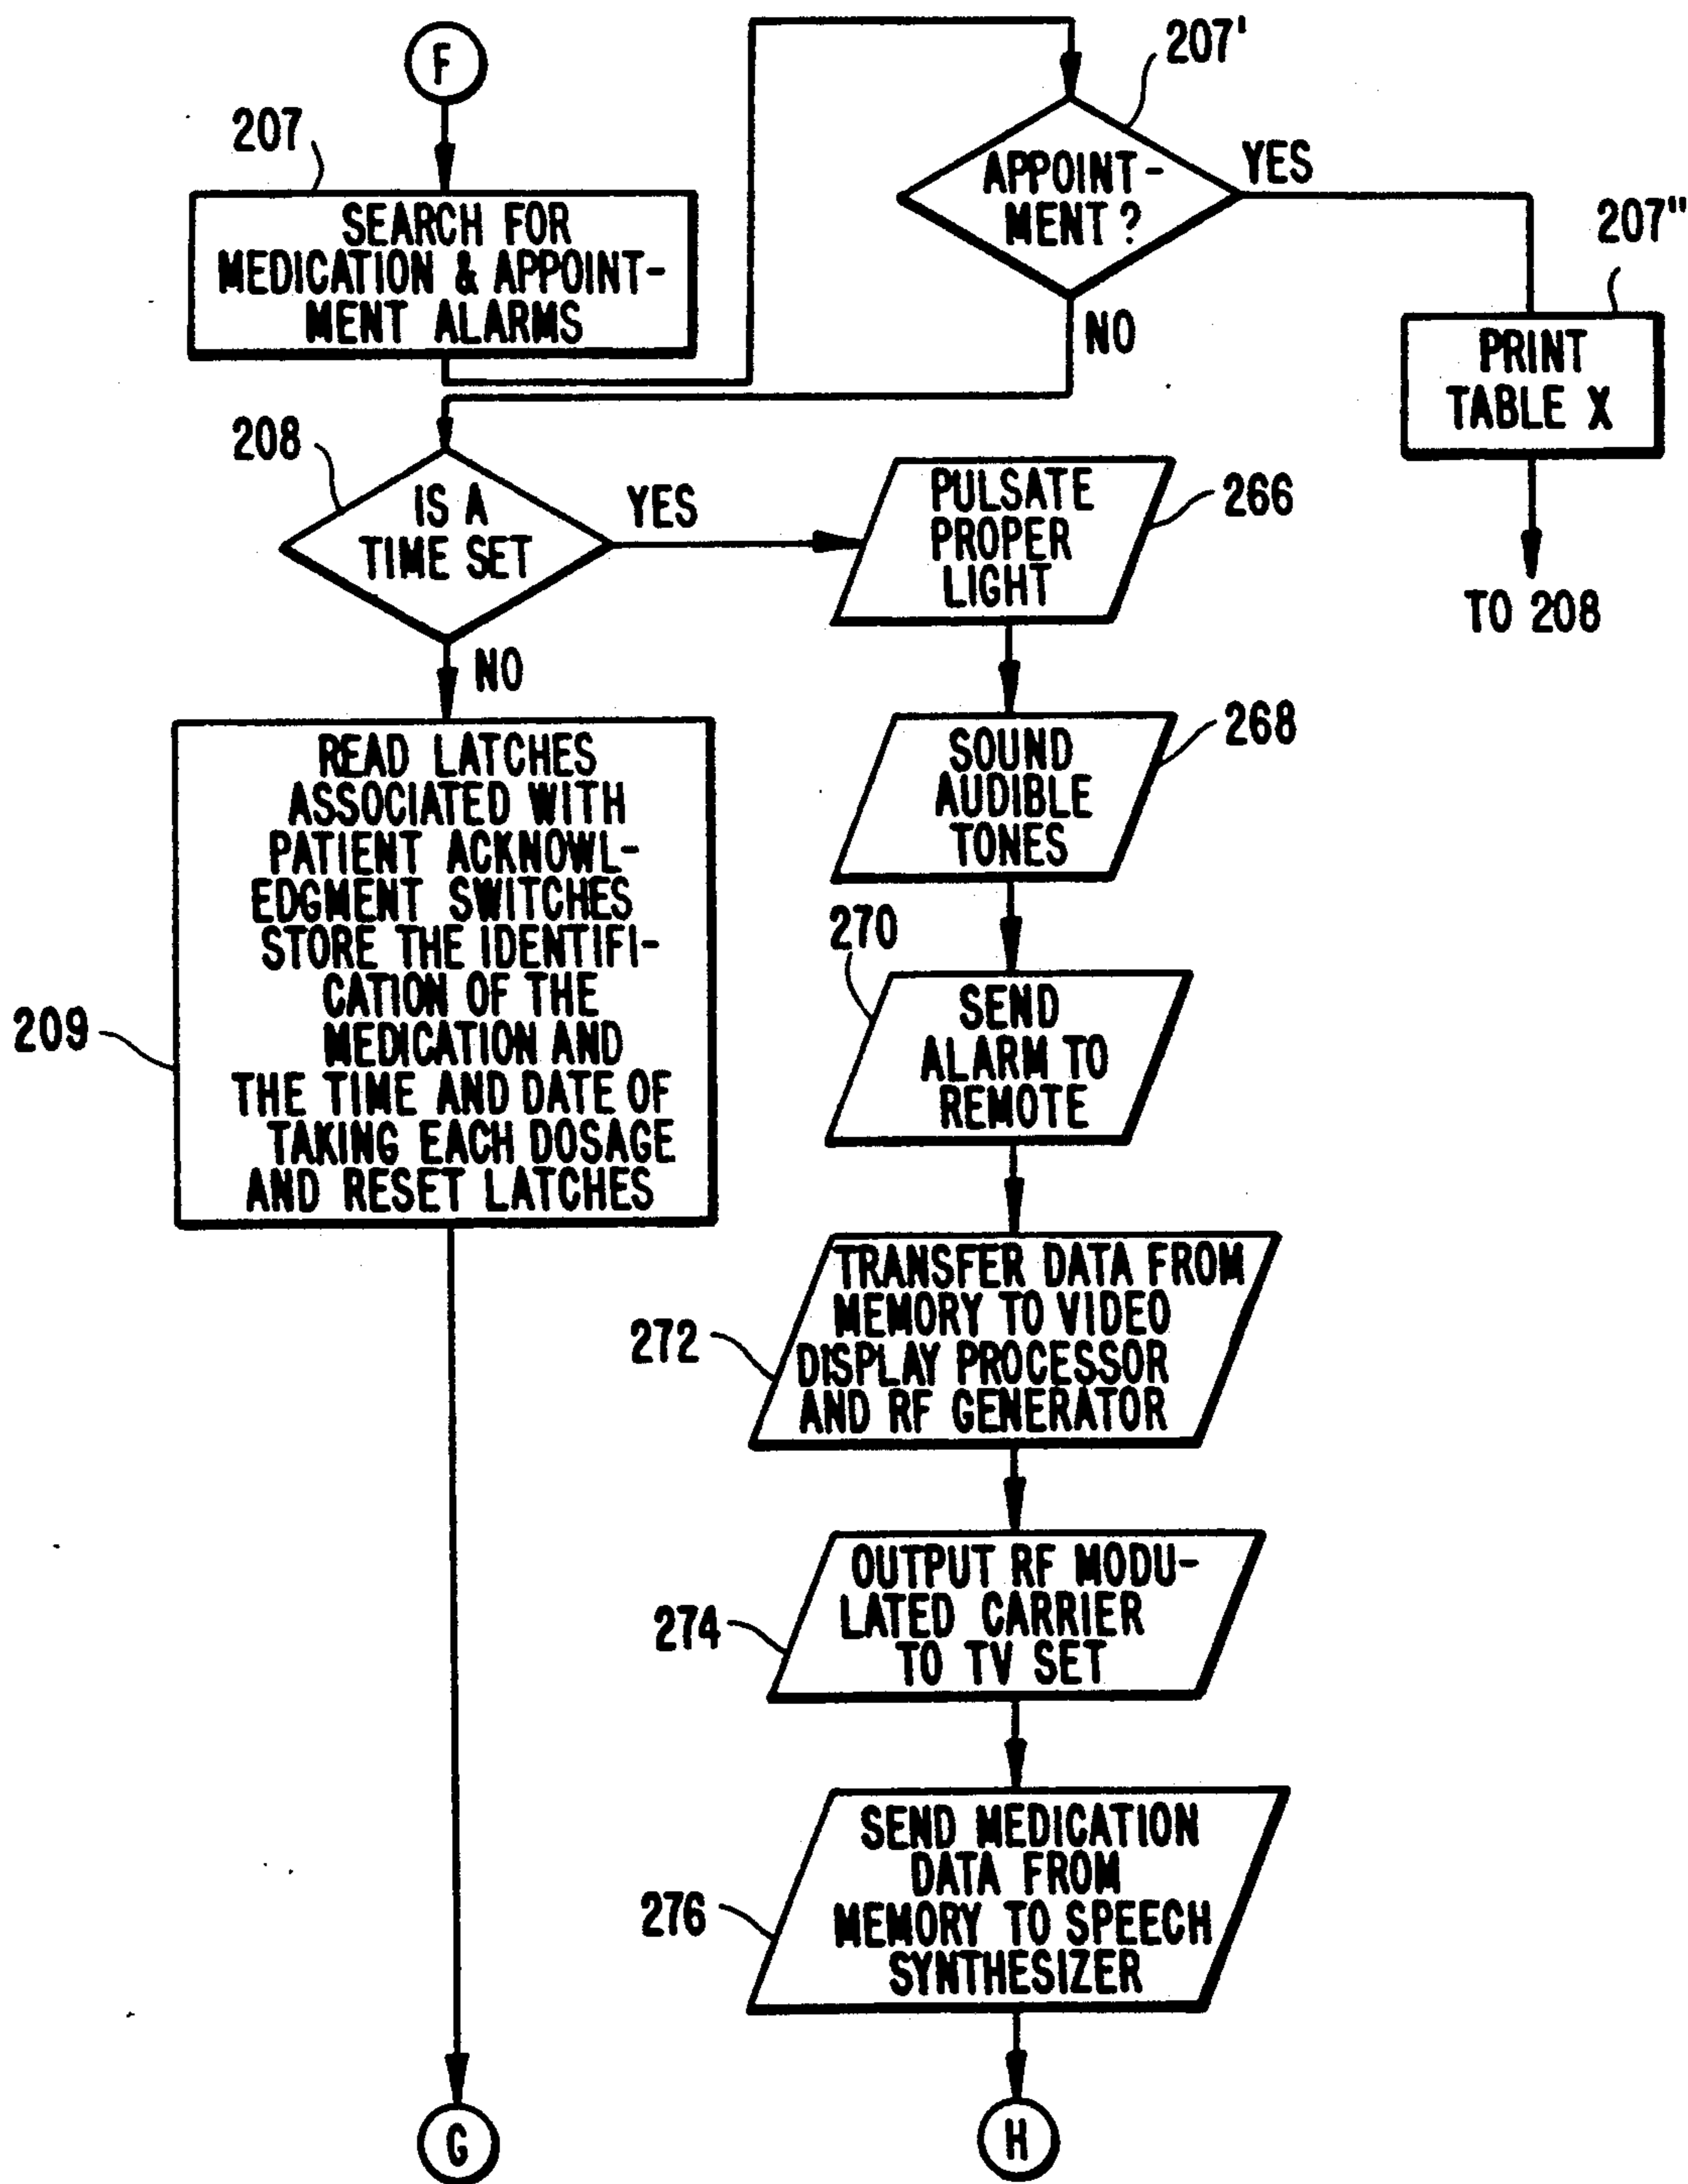 F
207
SEARCH FOR
MEDICATION & APPOINT-
MENT ALARMS
207'
APPOINT-
MENT?
YES
NO
207"
PRINT
TABLE X
TO 208
208
IS A
TIME SET
YES
NO
PULSATE
PROPER
LIGHT
266
SOUND
AUDIBLE
TONES
268
270
SEND
ALARM TO
REMOTE
209
READ LATCHES
ASSOCIATED WITH
PATIENT ACKNOWL-
EDGMENT SWITCHES
STORE THE IDENTIFI-
CATION OF THE
MEDICATION AND
THE TIME AND DATE OF
TAKING EACH DOSAGE
AND RESET LATCHES
272
TRANSFER DATA FROM
MEMORY TO VIDEO
DISPLAY PROCESSOR
AND RF GENERATOR
274
OUTPUT RF MODU-
LATED CARRIER
TO TV SET
276
SEND MEDICATION
DATA FROM
MEMORY TO SPEECH
SYNTHESIZER
G
H